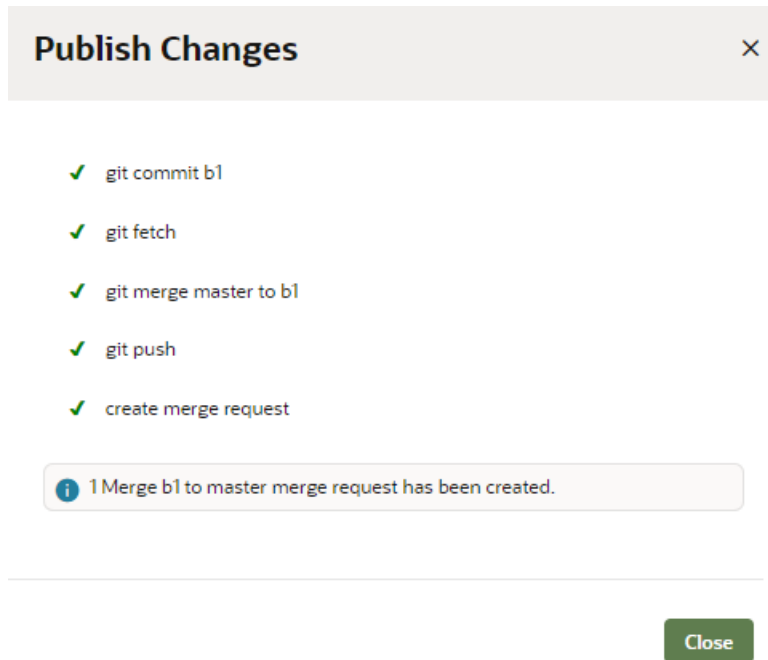 Publish Changes
git commit b1
git fetch
git merge master to b1
git push
create merge request
1 Merge b1 to master merge request has been created.
Close